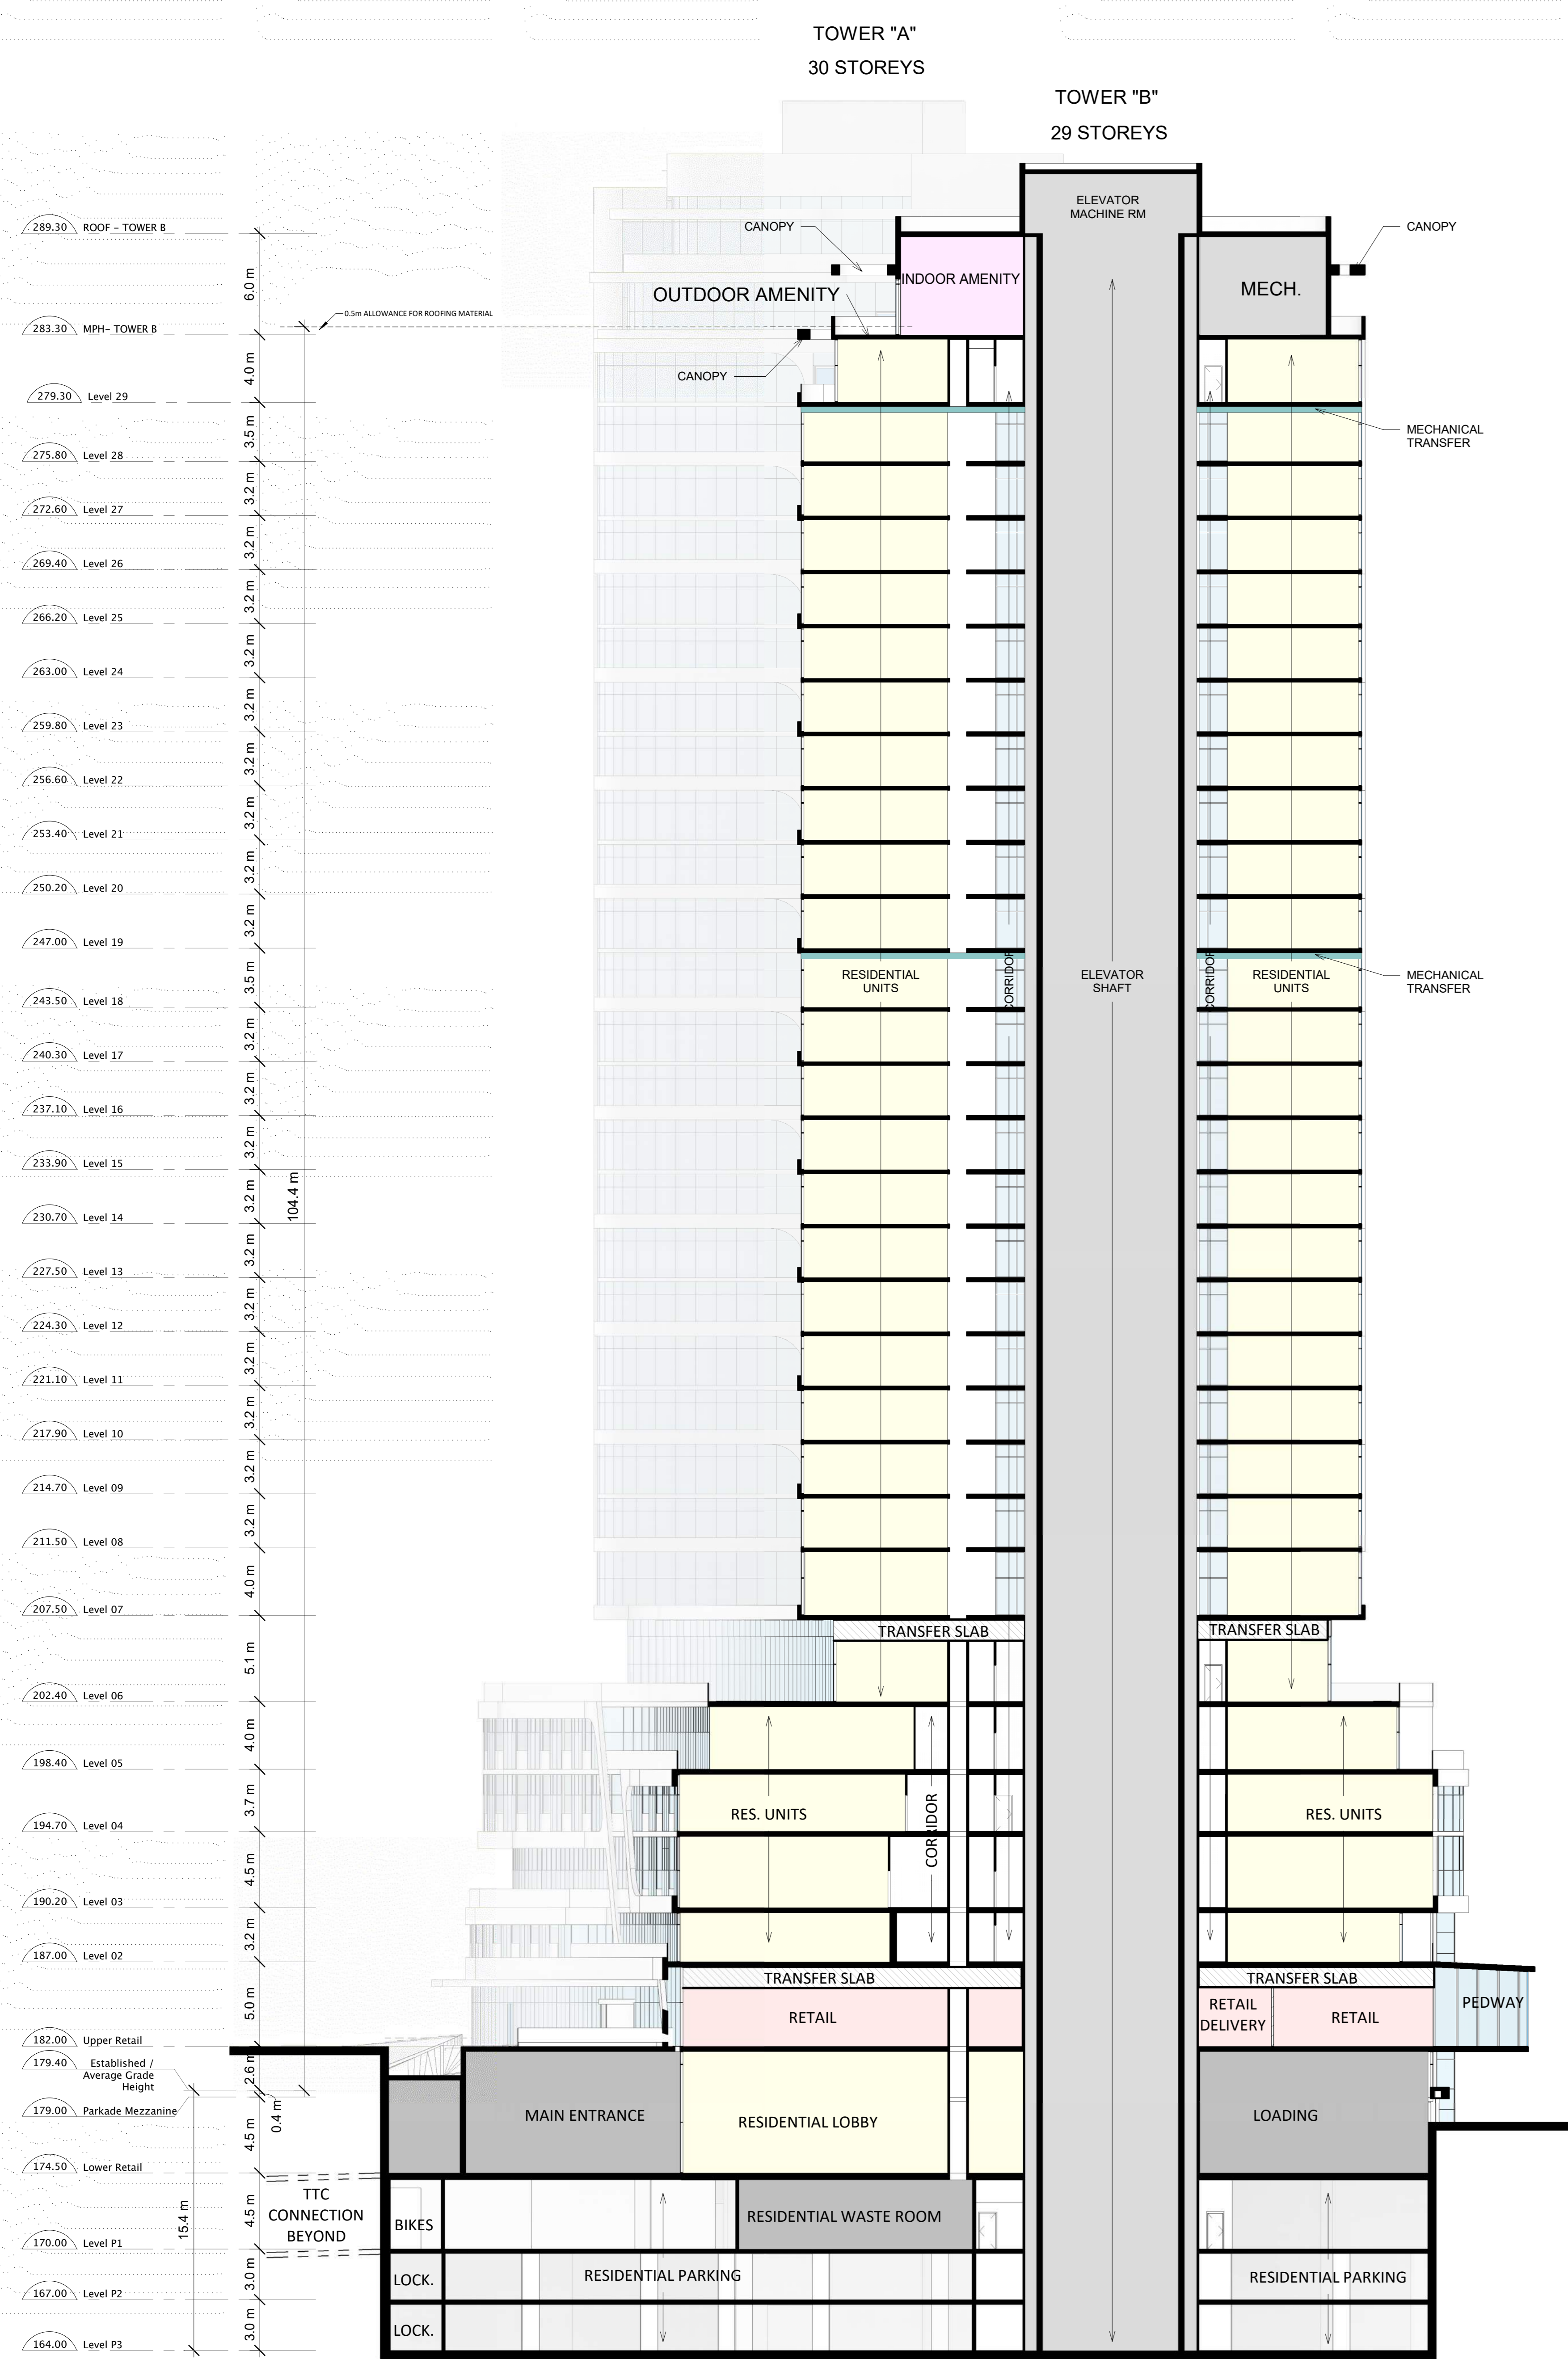 TOWER "A"
30 STOREYS
TOWER "B"
29 STOREYS
ELEVATOR
MACHINE RM
289.30 ROOF - TOWER B
CANOPY
CANOPY
6.0 m
INDOOR AMENITY
MECH.
OUTDOOR AMENITY
0.5m ALLOWANCE FOR ROOFING MATERIAL
283.30 MPH- TOWER B
4.0 m
CANOPY
279.30 Level 29
3.5 m
MECHANICAL
TRANSFER
275.80 Level 28
3.2 m
272.60 Level 27
3.2 m
269.40 Level 26
3.2 m
266.20 Level 25
3.2 m
263.00 Level 24
3.2 m
259.80 Level 23
3.2 m
256.60 Level 22
3.2 m
253.40 Level 21
3.2 m
250.20 Level 20
3.2 m
247.00 Level 19
3.5 m
RESIDENTIAL
UNITS
CORRIDOR
ELEVATOR
SHAFT
CORRIDOR
RESIDENTIAL
UNITS
MECHANICAL
TRANSFER
243.50 Level 18
3.2 m
240.30 Level 17
3.2 m
237.10 Level 16
3.2 m
233.90 Level 15
3.2 m
104.4 m
230.70 Level 14
3.2 m
227.50 Level 13
3.2 m
224.30 Level 12
3.2 m
221.10 Level 11
3.2 m
217.90 Level 10
3.2 m
214.70 Level 09
3.2 m
211.50 Level 08
4.0 m
207.50 Level 07
TRANSFER SLAB
TRANSFER SLAB
5.1 m
202.40 Level 06
4.0 m
198.40 Level 05
3.7 m
RES. UNITS
CORRIDOR
RES. UNITS
194.70 Level 04
4.5 m
190.20 Level 03
3.2 m
187.00 Level 02
TRANSFER SLAB
TRANSFER SLAB
5.0 m
RETAIL
RETAIL
DELIVERY
RETAIL
PEDWAY
182.00 Upper Retail
2.6 m
179.40 Established /
Average Grade
Height
179.00 Parkade Mezzanine
0.4 m
4.5 m
MAIN ENTRANCE
RESIDENTIAL LOBBY
LOADING
174.50 Lower Retail
15.4 m
4.5 m
TTC
CONNECTION
BEYOND
BIKES
RESIDENTIAL WASTE ROOM
170.00 Level P1
3.0 m
LOCK.
RESIDENTIAL PARKING
RESIDENTIAL PARKING
167.00 Level P2
3.0 m
LOCK.
164.00 Level P3